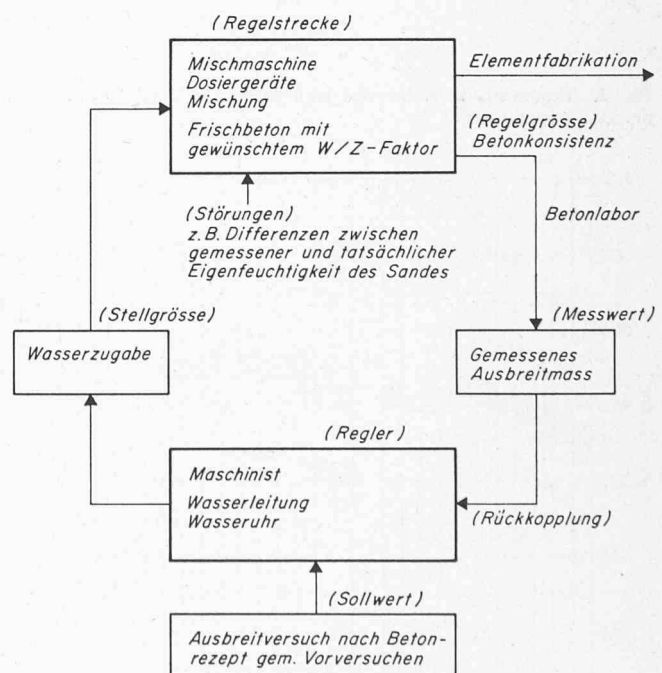 (Regelstrecke)
Mischmaschine
Dosiergeräte
Mischung
Frischbeton mit
gewünschtem W/Z-Faktor
Elementfabrikation
(Regelgrösse)
Betonkonsistenz
(Störungen)
z.B. Differenzen zwischen
gemessener und tatsächlicher
Eigenfeuchtigkeit des Sandes
Betonlabor
(Stellgrösse)
Wasserzugabe
(Messwert)
Gemessenes
Ausbreitmass
(Regler)
Maschinist
Wasserleitung
Wasseruhr
(Rückkopplung)
(Sollwert)
Ausbreitversuch nach Beton-
rezept gem. Vorversuchen